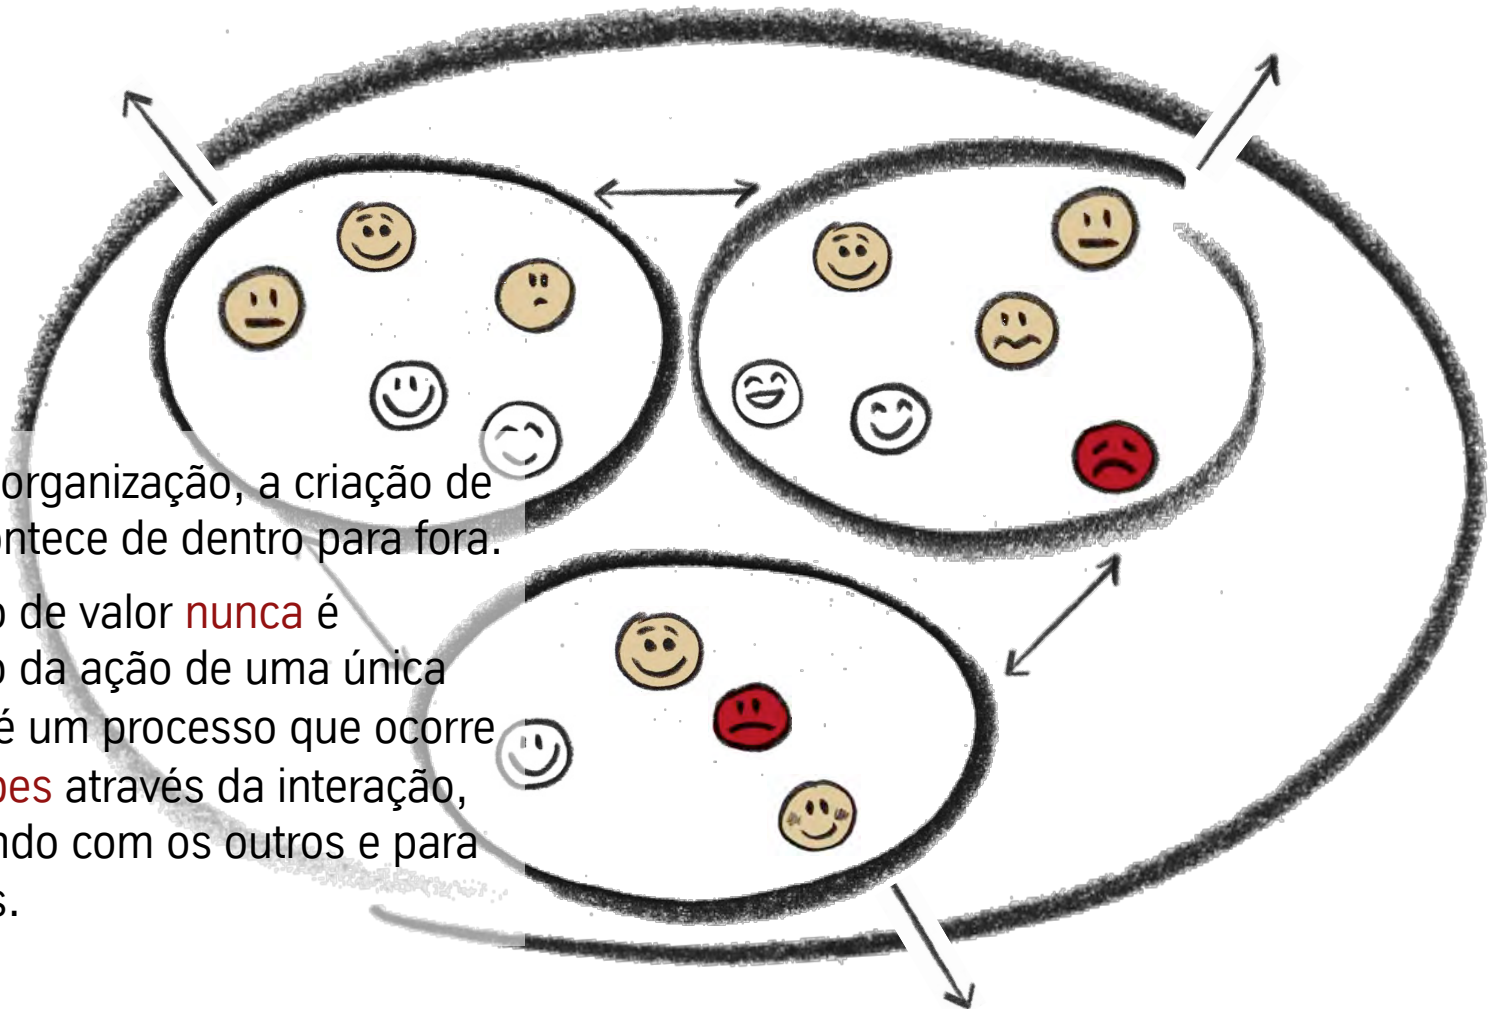 organização, a criação de
ntece de dentro para fora.
o de valor nunca é
o da ação de uma única
é um processo que ocorre
pes através da interação,
ndo com os outros e para
s.